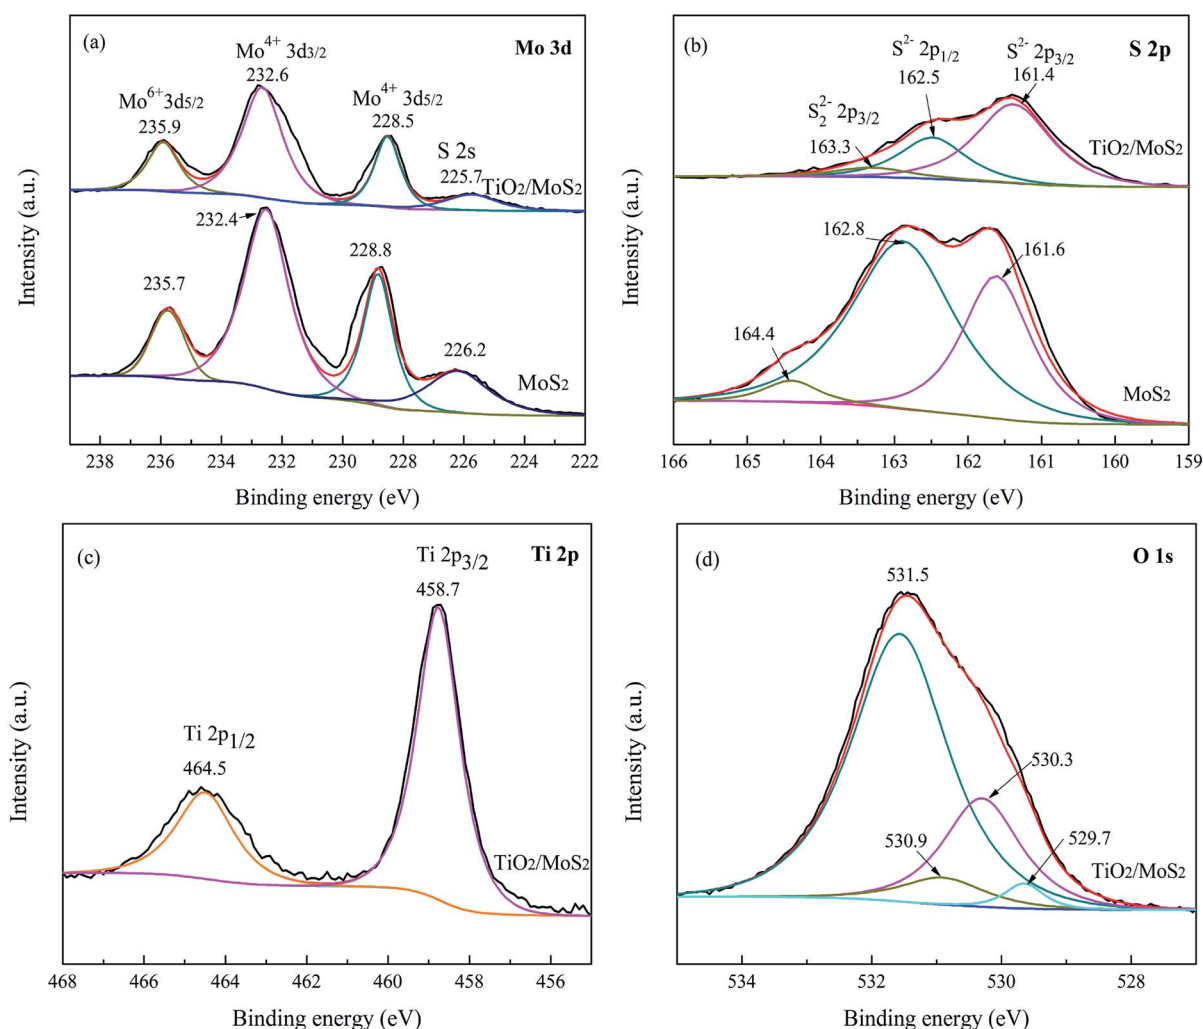 (a)
Mo 3d
Mo⁴⁺ 3d3/2
232.6
Mo⁶⁺3d5/2
235.9
Mo⁴⁺ 3d5/2
228.5
S 2s
225.7
TiO₂/MoS₂
232.4
235.7
228.8
226.2
MoS₂
Intensity (a.u.)
238 236 234 232 230 228 226 224 222
Binding energy (eV)
(b)
S 2p
S²⁻ 2p₁/₂
162.5
S²⁻ 2p₃/₂
161.4
S₂²⁻ 2p₃/₂
163.3
TiO₂/MoS₂
162.8
161.6
164.4
MoS₂
Intensity (a.u.)
166 165 164 163 162 161 160 159
Binding energy (eV)
(c)
Ti 2p
Ti 2p₃/₂
458.7
Ti 2p₁/₂
464.5
TiO₂/MoS₂
Intensity (a.u.)
468 466 464 462 460 458 456
Binding energy (eV)
(d)
O 1s
531.5
530.3
530.9
529.7
TiO₂/MoS₂
Intensity (a.u.)
534 532 530 528
Binding energy (eV)